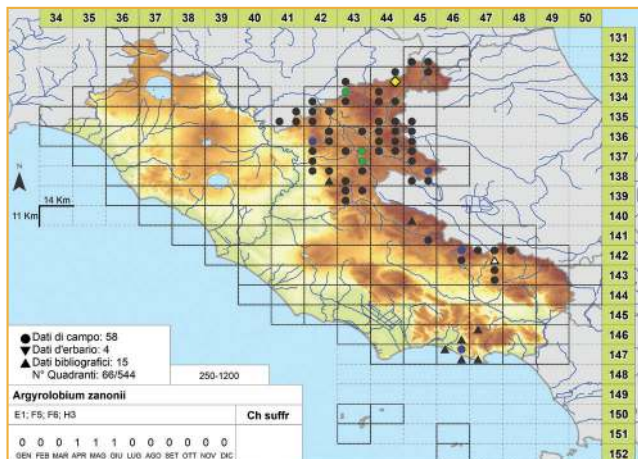 34 35 36 37 38 39 40 41 42 43 44 45 46 47 48 49 50
131
132
133
134
135
136
137
138
139
140
141
142
143
144
145
146
147
148
149
150
151
152
N
14 Km
11 Km
Dati di campo: 58
Dati d'erbario: 4
Dati bibliografici: 15
N° Quadranti: 66/544
250-1200
Argyrolobium zanonii
E1; F5; F6; H3
Ch suffr
0 0 0 1 1 1 0 0 0 0 0 0
GEN FEB MAR APR MAG GIU LUG AGO SET OTT NOV DIC